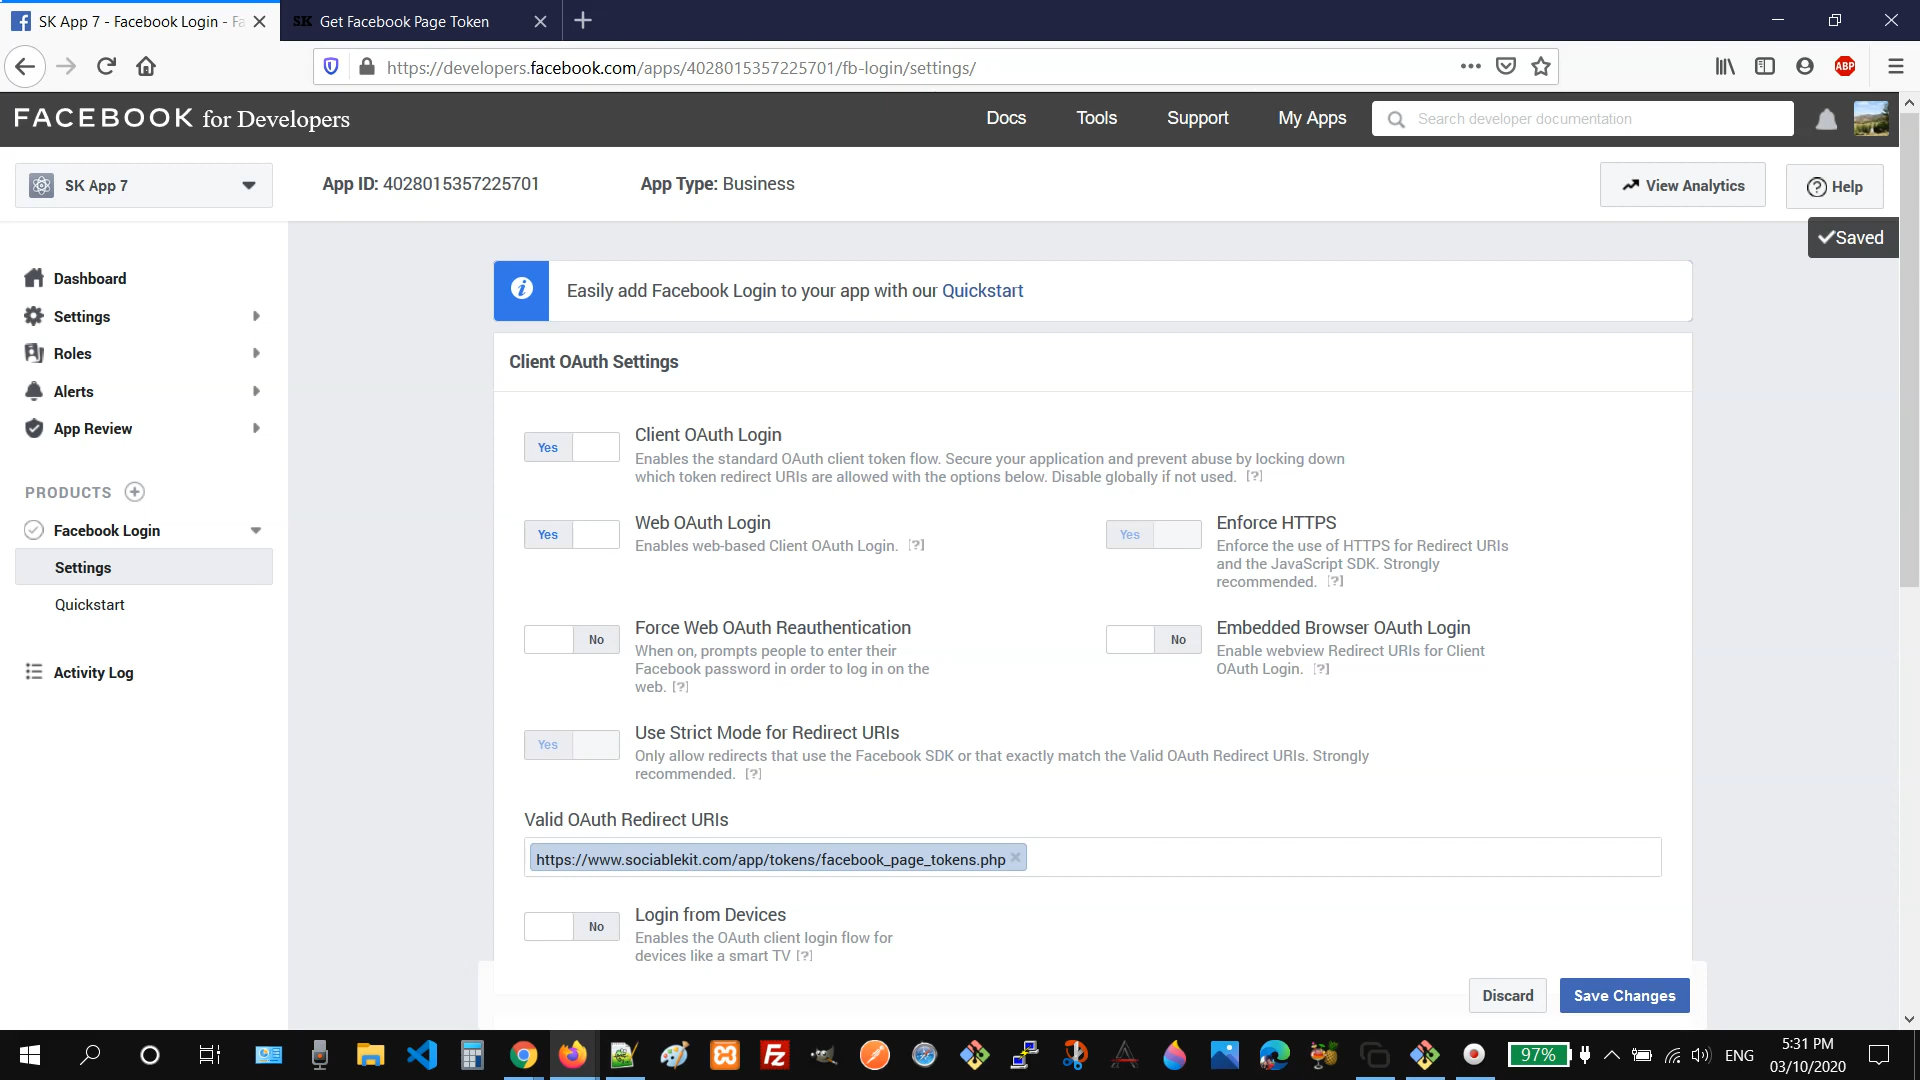 SK App 7 - Facebook Login - Fa
SK Get Facebook Page Token
https://developers.facebook.com/apps/4028015357225701/fb-login/settings/
ABP
FACEBOOK for Developers
Docs
Tools
Support
My Apps
Search developer documentation
SK App 7
App ID: 4028015357225701
App Type: Business
View Analytics
Help
Saved
Dashboard
Settings
Roles
Alerts
App Review
PRODUCTS
Facebook Login
Settings
Quickstart
Activity Log
Easily add Facebook Login to your app with our Quickstart
Client OAuth Settings
Yes
Client OAuth Login
Enables the standard OAuth client token flow. Secure your application and prevent abuse by locking down
which token redirect URIs are allowed with the options below. Disable globally if not used. [?]
Yes
Web OAuth Login
Enables web-based Client OAuth Login. [?]
Yes
Enforce HTTPS
Enforce the use of HTTPS for Redirect URIs
and the JavaScript SDK. Strongly
recommended. [?]
No
Force Web OAuth Reauthentication
When on, prompts people to enter their
Facebook password in order to log in on the
web. [?]
No
Embedded Browser OAuth Login
Enable webview Redirect URIs for Client
OAuth Login. [?]
Yes
Use Strict Mode for Redirect URIs
Only allow redirects that use the Facebook SDK or that exactly match the Valid OAuth Redirect URIs. Strongly
recommended. [?]
Valid OAuth Redirect URIs
https://www.sociablekit.com/app/tokens/facebook_page_tokens.php
No
Login from Devices
Enables the OAuth client login flow for
devices like a smart TV [?]
Discard
Save Changes
97%
ENG
5:31 PM
03/10/2020